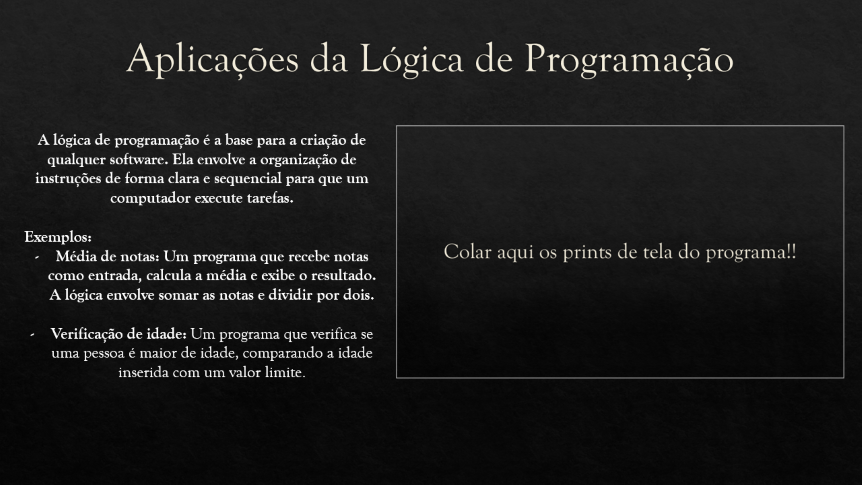 Aplicações da Lógica de Programação
A lógica de programação é a base para a criação de
qualquer software. Ela envolve a organização de
instruções de forma clara e sequencial para que um
computador execute tarefas.
Exemplos:
- Média de notas: Um programa que recebe notas
como entrada, calcula a média e exibe o resultado.
A lógica envolve somar as notas e dividir por dois.
- Verificação de idade: Um programa que verifica se
uma pessoa é maior de idade, comparando a idade
inserida com um valor limite.
Colar aqui os prints de tela do programa!!